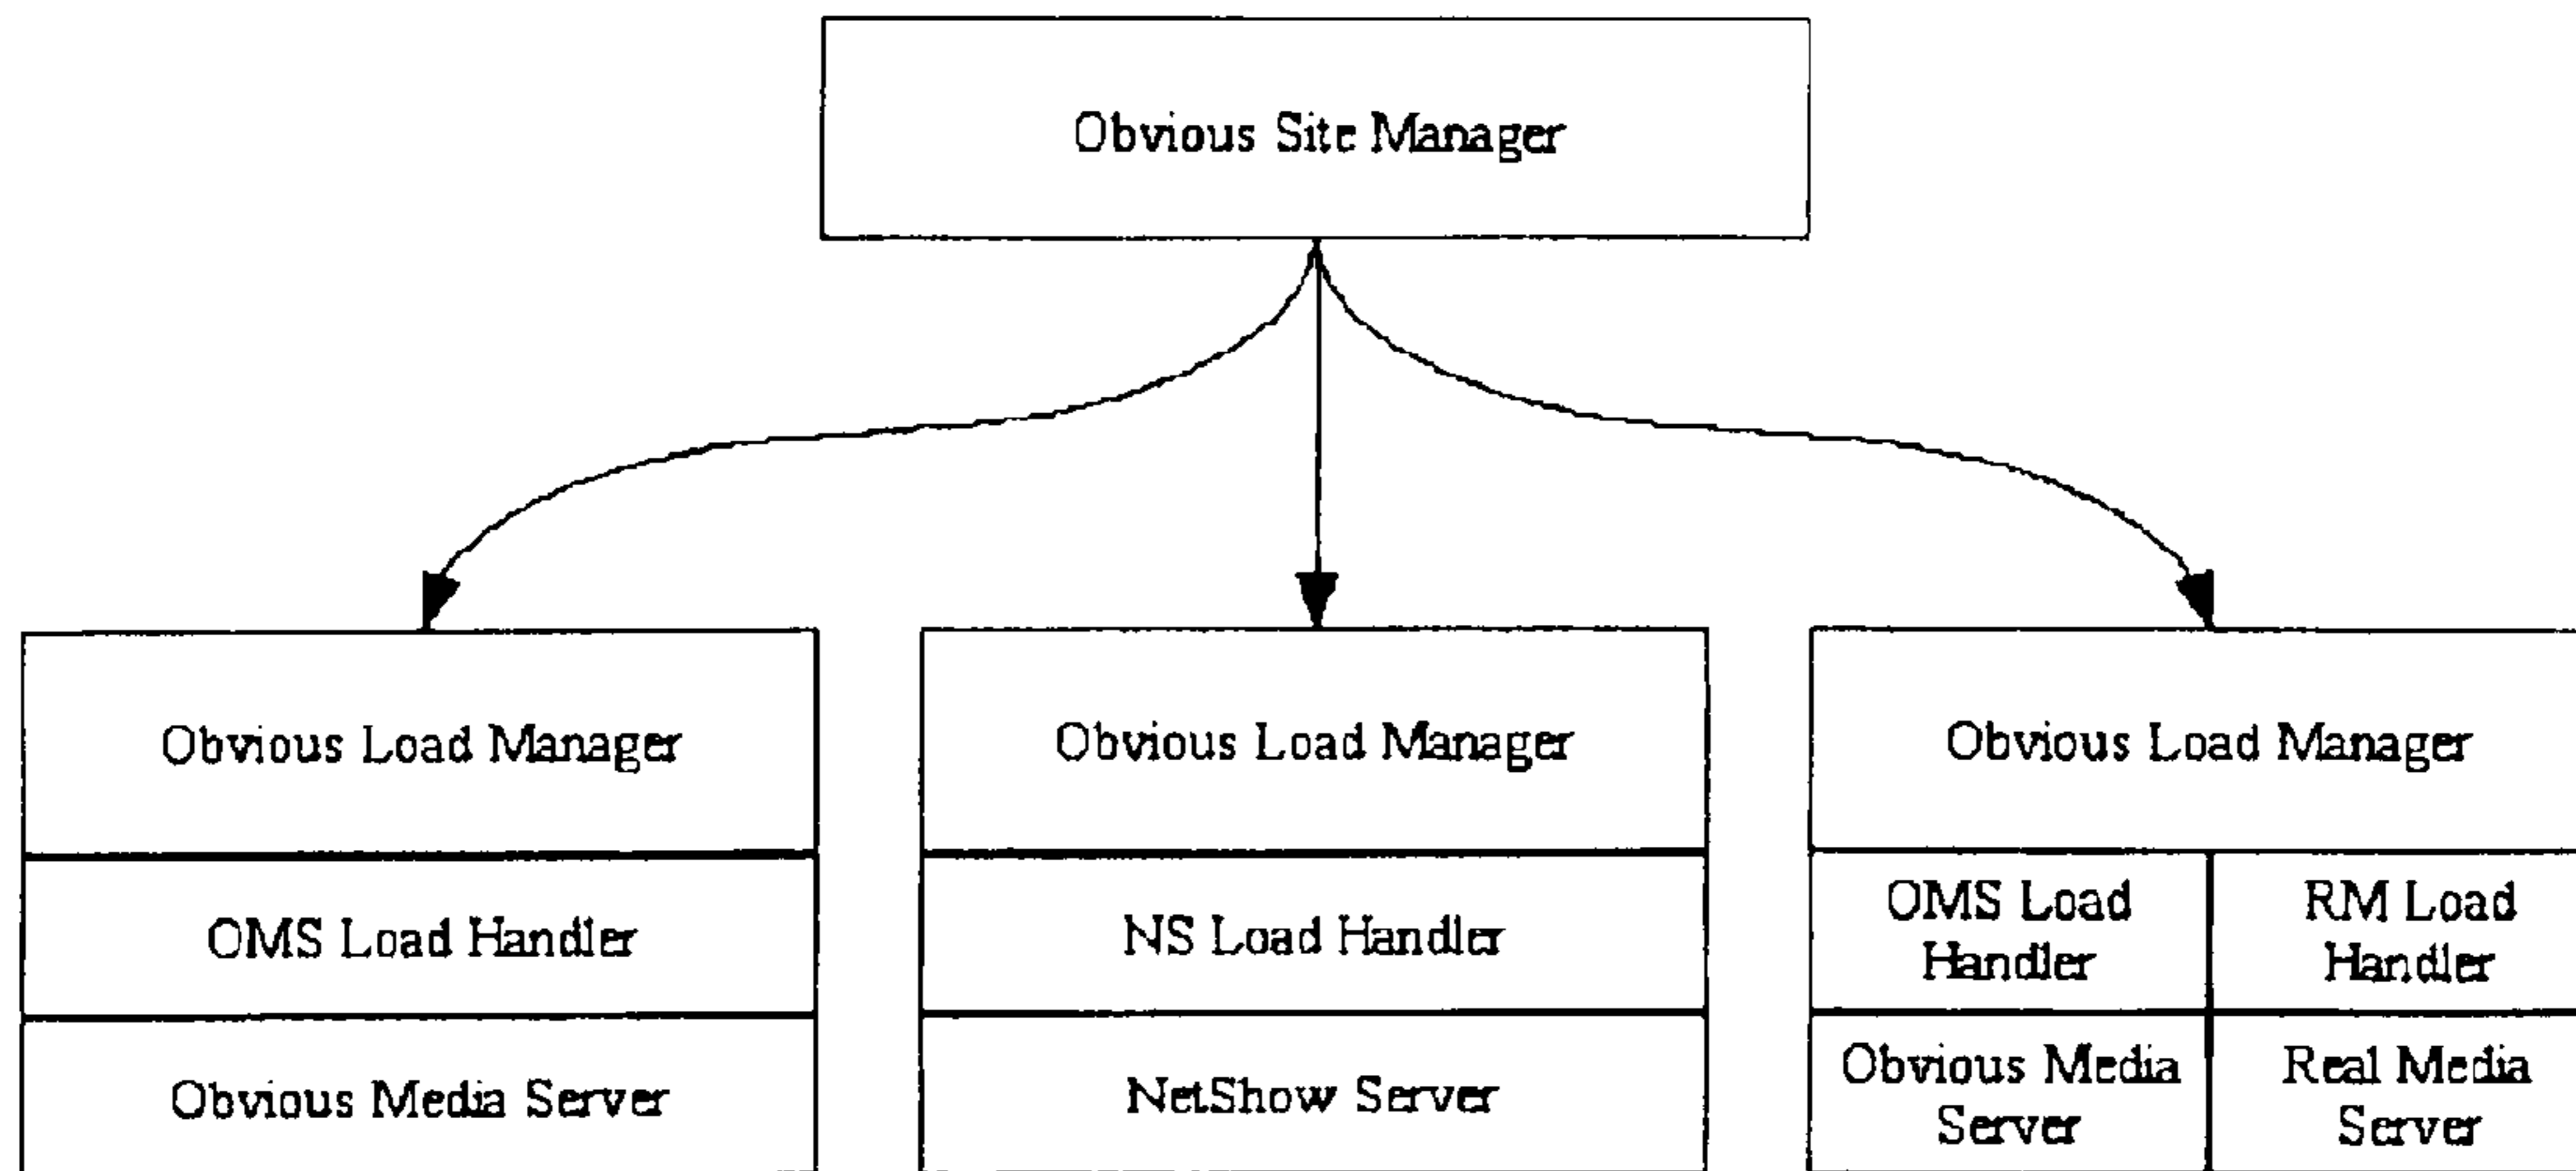 Obvious Site Manager
Obvious Load Manager
Obvious Load Manager
Obvious Load Manager
OMS Load Handler
NS Load Handler
OMS Load
Handler
RM Load
Handler
Obvious Media Server
NetShow Server
Obvious Media
Server
Real Media
Server